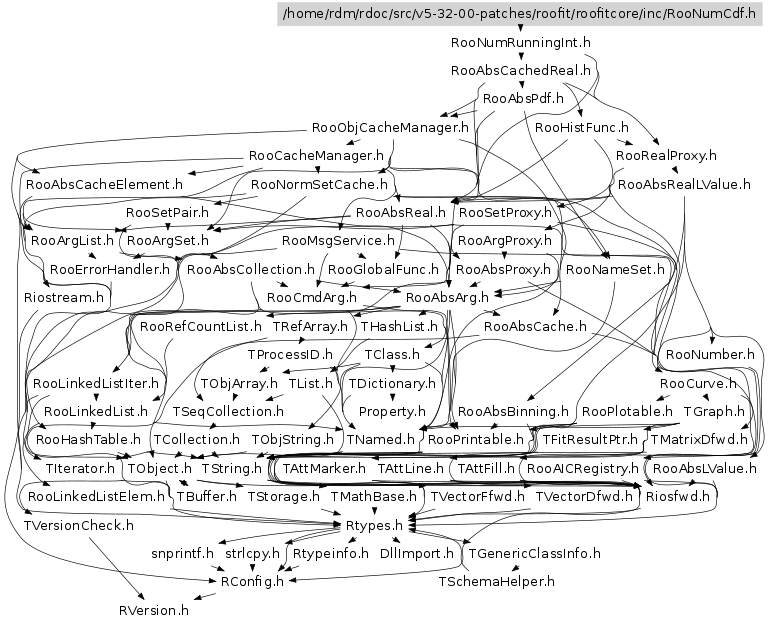 /home/rdm/rdoc/src/v5-32-00-patches/roofit/roofitcore/inc/RooNumCdf.h
RooNumRunningInt.h
RooAbsCachedReal.h
RooAbsPdf.h
RooObjCacheManager.h RooHistFunc.h
RooCacheManager.h RooRealProxy.h
RooAbsCacheElement.h RooNormSetCache.h RooAbsRealLValue.h
RooSetPair.h RooAbsReal.h RooSetProxy.h
RooArgList.h RooArgSet.h RooMsgService.h RooArgProxy.h
RooErrorHandler.h RooAbsCollection.h RooGlobalFunc.h RooAbsProxy.h RooNameSet.h
Riostream.h RooCmdArg.h RooAbsArg.h
RooRefCountList.h TRefArray.h THashList.h RooAbsCache.h
TProcessID.h TClass.h RooNumber.h
RooLinkedListIter.h TObjArray.h TList.h TDictionary.h RooCurve.h
RooLinkedList.h TSeqCollection.h Property.h RooAbsBinning.h RooPlotable.h TGraph.h
RooHashTable.h TCollection.h TObjString.h TNamed.h RooPrintable.h TFitResultPtr.h TMatrixDfwd.h
TIterator.h TObject.h TString.h TAttMarker.h TAttLine.h TAttFill.h RooAICRegistry.h RooAbsLValue.h
RooLinkedListElem.h TBuffer.h TStorage.h TMathBase.h TVectorFfwd.h TVectorDfwd.h Riosfwd.h
TVersionCheck.h Rtypes.h
snprintf.h strlcpy.h Rtypeinfo.h DllImport.h TGenericClassInfo.h
RConfig.h TSchemaHelper.h
RVersion.h